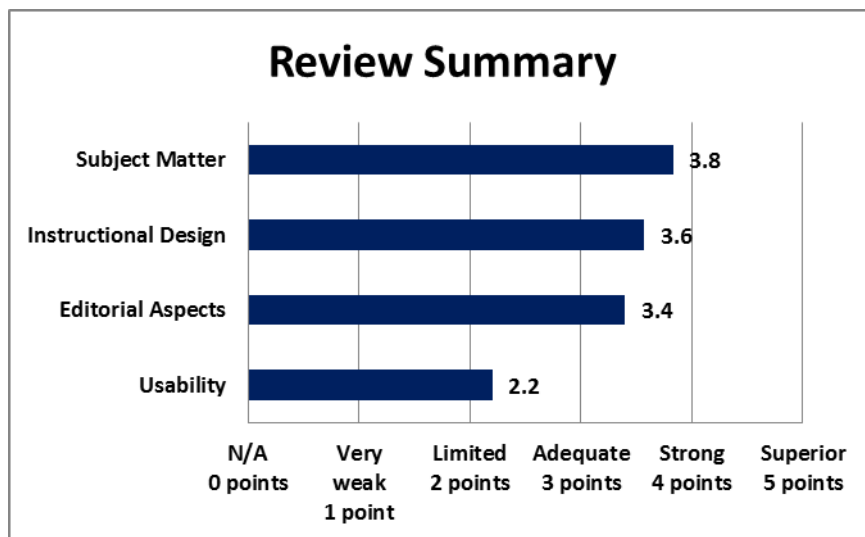 Review Summary
Subject Matter 3.8
Instructional Design 3.6
Editorial Aspects 3.4
Usability 2.2
N/A Very Limited Adequate Strong Superior
0 points weak 2 points 3 points 4 points 5 points
1 point